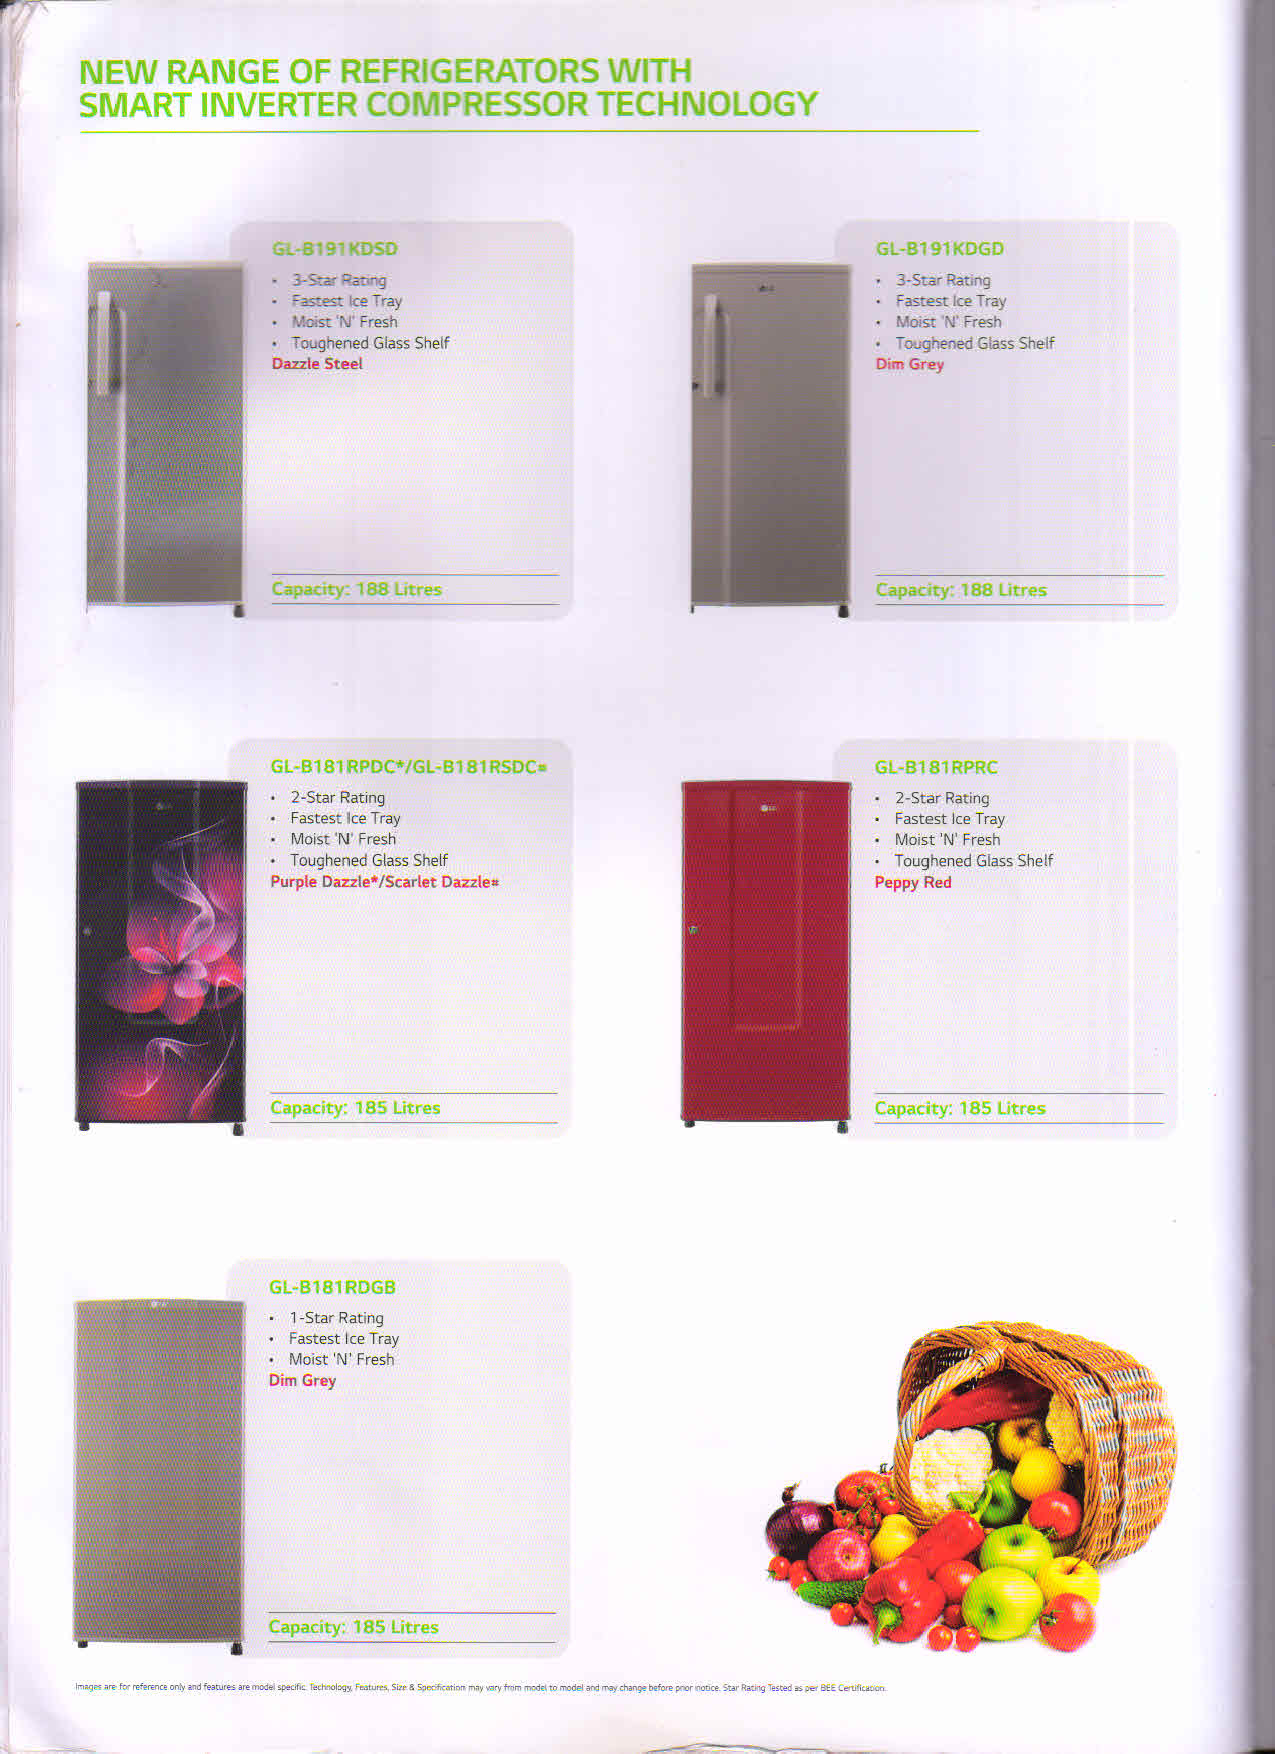 NEW RANGE OF REFRIGERATORS WITH
SMART INVERTER COMPRESSOR TECHNOLOGY
GL-B191KDSD
• 3-Star Rating
• Fastest Ice Tray
• Moist 'N' Fresh
• Toughened Glass Shelf
Dazzle Steel
Capacity: 188 Litres
LG
GL-B191KDGD
• 3-Star Rating
• Fastest Ice Tray
• Moist 'N' Fresh
• Toughened Glass Shelf
Dim Grey
Capacity: 188 Litres
LG
GL-B181RPDC*/GL-B181RSDC#
• 2-Star Rating
• Fastest Ice Tray
• Moist 'N' Fresh
• Toughened Glass Shelf
Purple Dazzle*/Scarlet Dazzle#
Capacity: 185 Litres
LG
GL-B181RPRC
• 2-Star Rating
• Fastest Ice Tray
• Moist 'N' Fresh
• Toughened Glass Shelf
Peppy Red
Capacity: 185 Litres
LG
GL-B181RDGB
• 1-Star Rating
• Fastest Ice Tray
• Moist 'N' Fresh
Dim Grey
Capacity: 185 Litres
Images are for reference only and features are model specific. Technology, Features, Size & Specification may vary from model to model and may change before prior notice. Star Rating Tested as per BEE Certification.